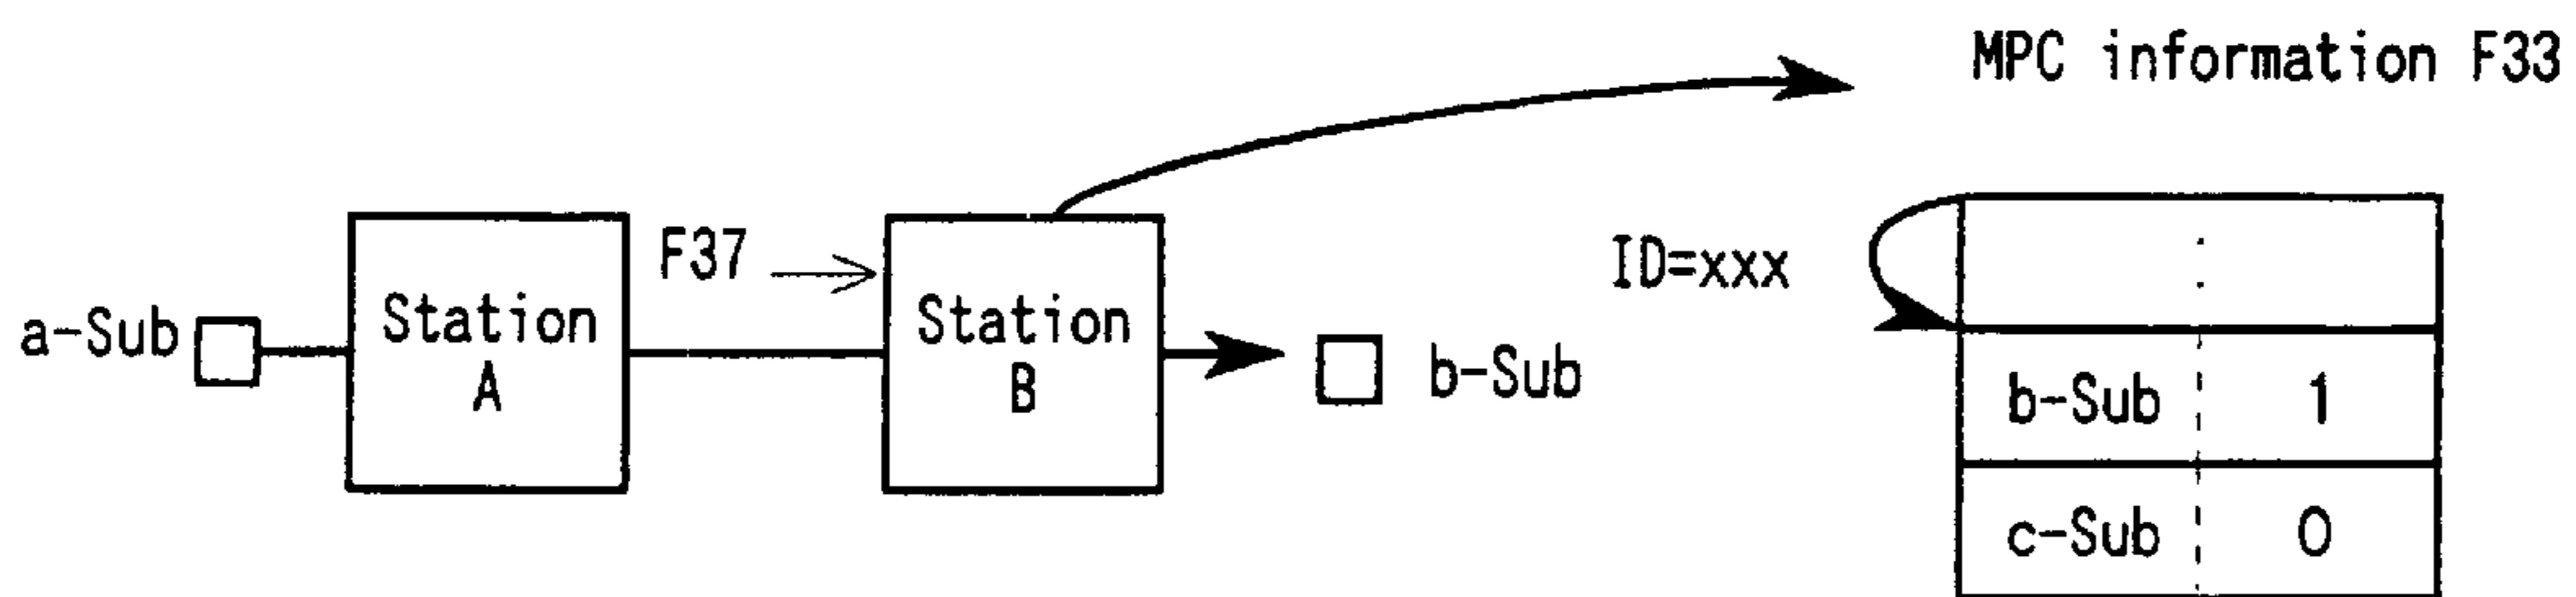 MPC information F33
F37
ID=xxx
:
a-Sub
Station
A
Station
B
b-Sub
b-Sub 1
c-Sub 0